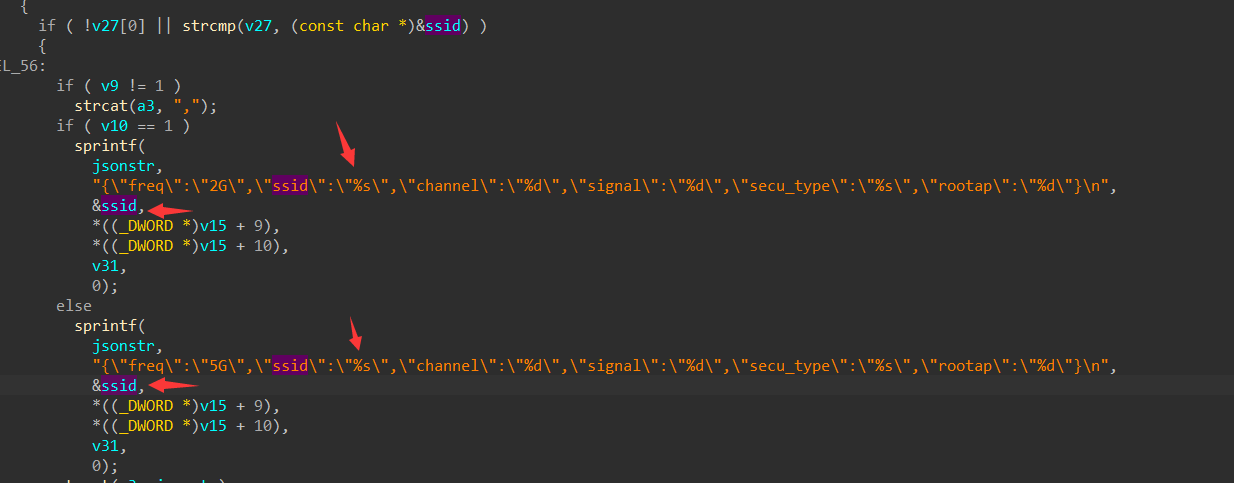 {
if ( !v27[0] || strcmp(v27, (const char *)&ssid) )
{
EL_56:
if ( v9 != 1 )
strcat(a3, ",");
if ( v10 == 1 )
sprintf(
jsonstr,
"{\"freq\":\"2G\",\"ssid\":\"%s\",\"channel\":\"%d\",\"signal\":\"%d\",\"secu_type\":\"%s\",\"rootap\":\"%d\"}\n",
&ssid,
*((_DWORD *)v15 + 9),
*((_DWORD *)v15 + 10),
v31,
0);
else
sprintf(
jsonstr,
"{\"freq\":\"5G\",\"ssid\":\"%s\",\"channel\":\"%d\",\"signal\":\"%d\",\"secu_type\":\"%s\",\"rootap\":\"%d\"}\n",
&ssid,
*((_DWORD *)v15 + 9),
*((_DWORD *)v15 + 10),
v31,
0);